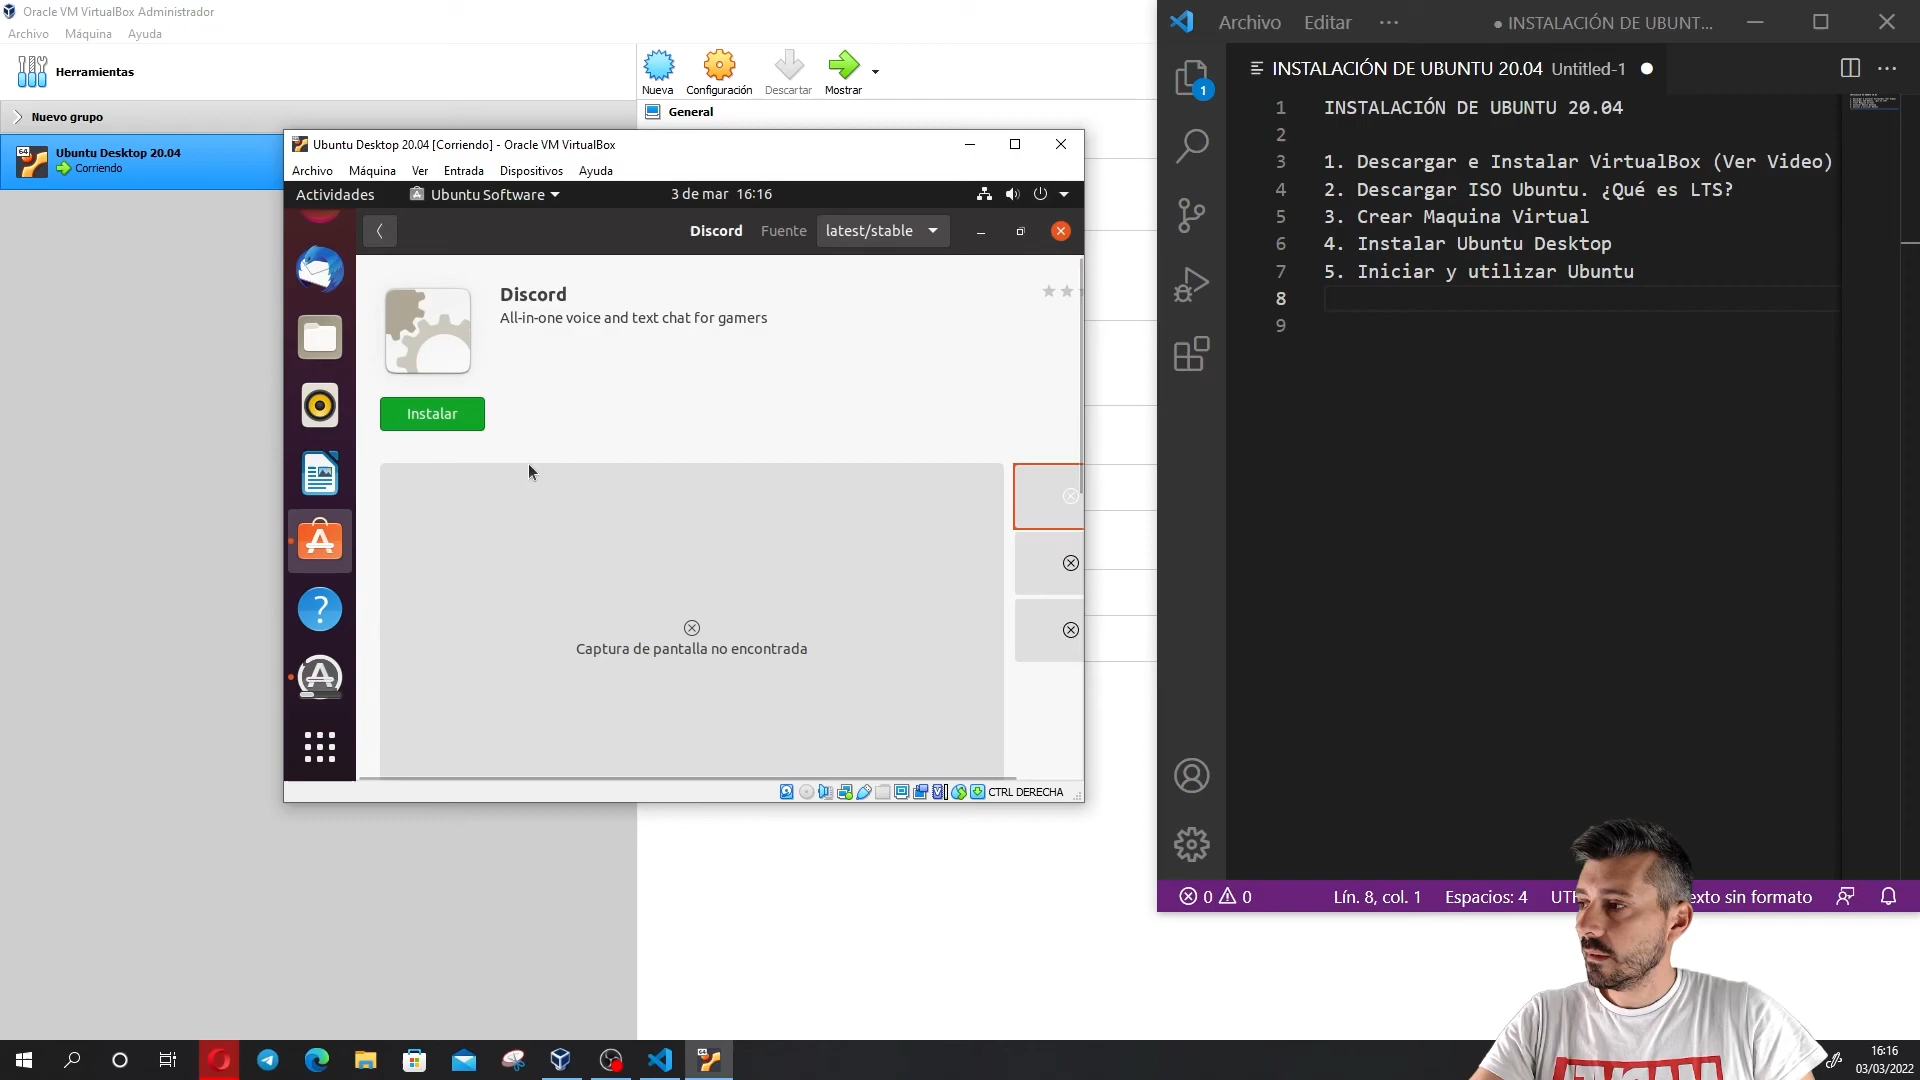 Oracle VM VirtualBox Administrador
Archivo Máquina Ayuda
Herramientas
Nuevo grupo
64
Ubuntu Desktop 20.04
Corriendo
Nueva Configuración Descartar Mostrar
General
Ubuntu Desktop 20.04 [Corriendo] - Oracle VM VirtualBox
Archivo Máquina Ver Entrada Dispositivos Ayuda
Actividades Ubuntu Software 3 de mar 16:16
Discord Fuente latest/stable
Discord
All-in-one voice and text chat for gamers
Instalar
Captura de pantalla no encontrada
CTRL DERECHA
Archivo Editar ··· ● INSTALACIÓN DE UBUNT...
INSTALACIÓN DE UBUNTU 20.04 Untitled-1
1
1 INSTALACIÓN DE UBUNTU 20.04
2
3 1. Descargar e Instalar VirtualBox (Ver Video)
4 2. Descargar ISO Ubuntu. ¿Qué es LTS?
5 3. Crear Maquina Virtual
6 4. Instalar Ubuntu Desktop
7 5. Iniciar y utilizar Ubuntu
8
9
0 0 Lín. 8, col. 1 Espacios: 4 UTF exto sin formato
16:16
03/03/2022